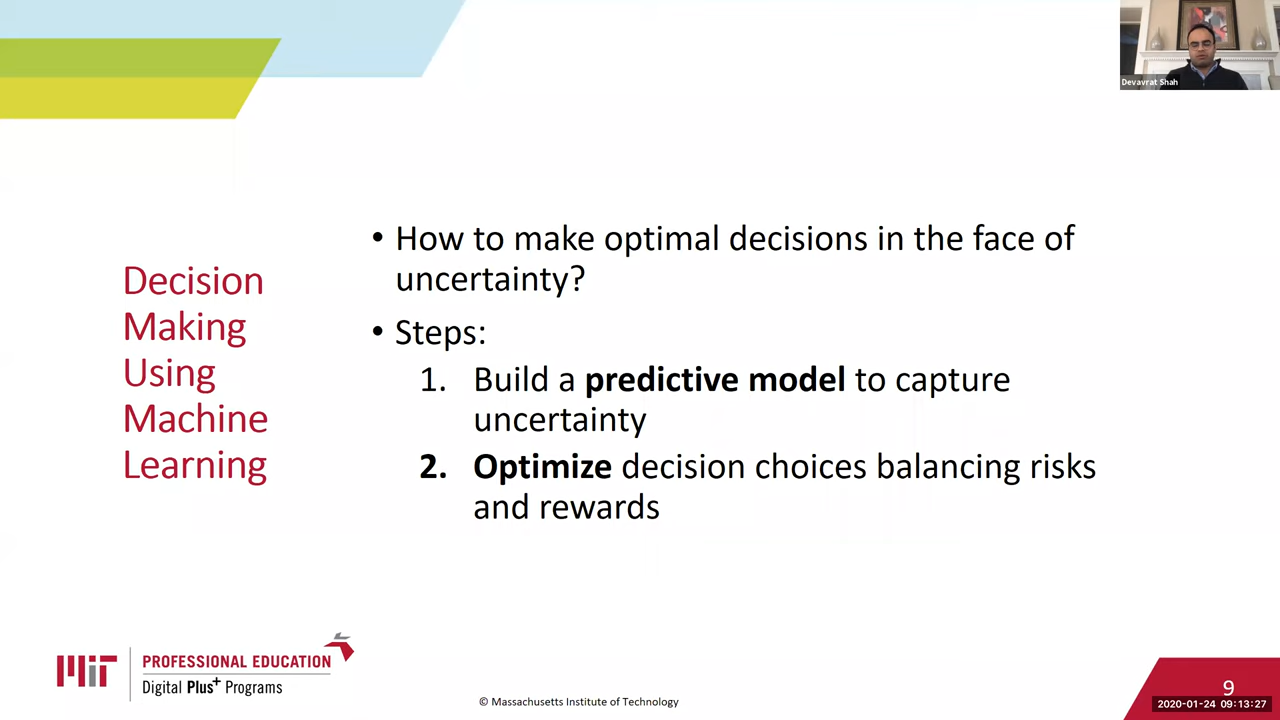 Devavrat Shah
Decision
Making
Using
Machine
Learning
• How to make optimal decisions in the face of
uncertainty?
• Steps:
1. Build a predictive model to capture
uncertainty
2. Optimize decision choices balancing risks
and rewards
MIT
PROFESSIONAL EDUCATION
Digital Plus+ Programs
© Massachusetts Institute of Technology
9
2020-01-24 09:13:27